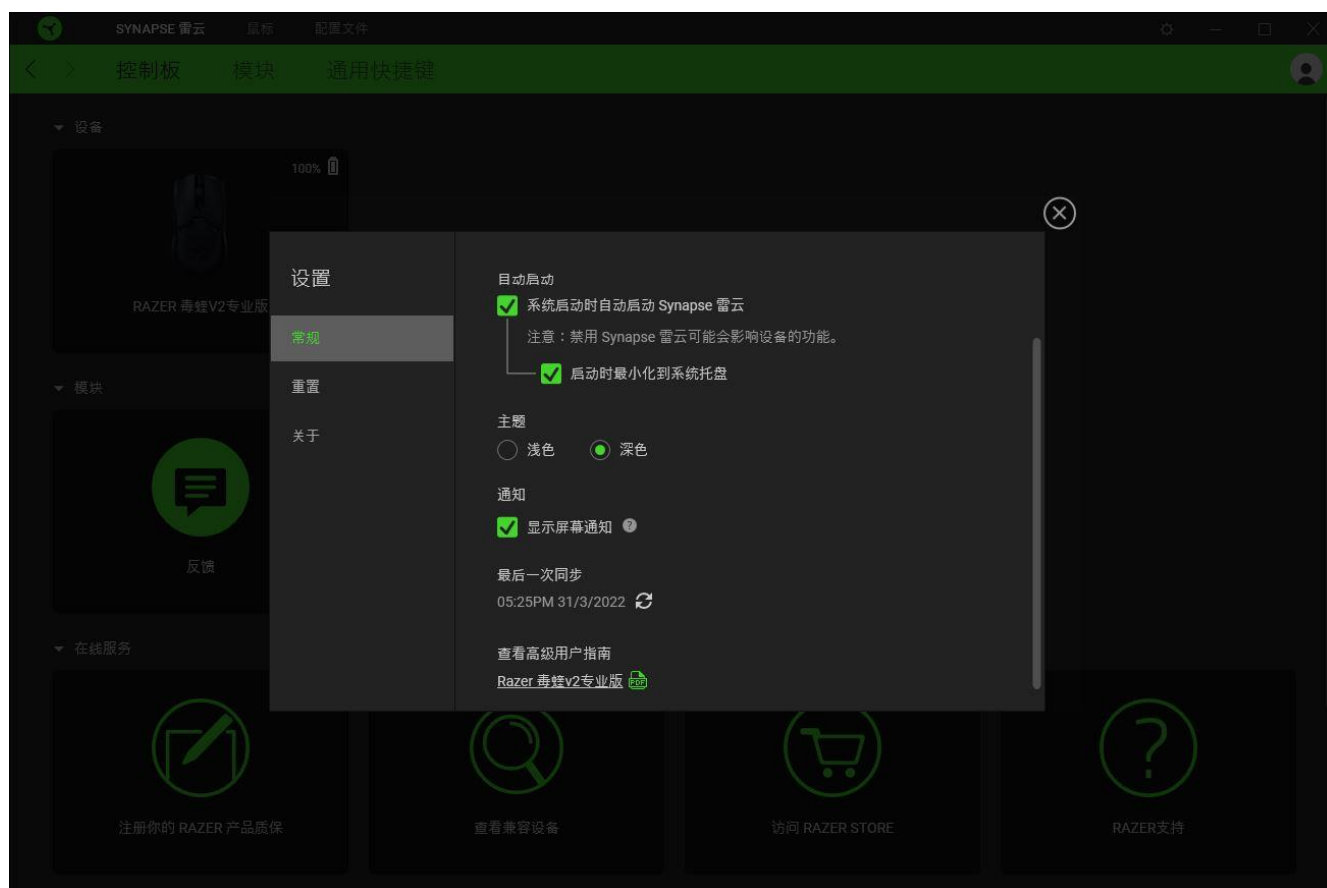 SYNAPSE 雷云 鼠标 配置文件
控制板 模块 通用快捷键
设备
100%
RAZER 毒蝰V2专业版
模块
反馈
在线服务
注册你的 RAZER 产品质保
查看兼容设备
访问 RAZER STORE
RAZER支持
设置
常规
重置
关于
自动启动
系统启动时自动启动 Synapse 雷云
注意：禁用 Synapse 雷云可能会影响设备的功能。
启动时最小化到系统托盘
主题
浅色 深色
通知
显示屏幕通知 ?
最后一次同步
05:25PM 31/3/2022
查看高级用户指南
Razer 毒蝰v2专业版 PDF